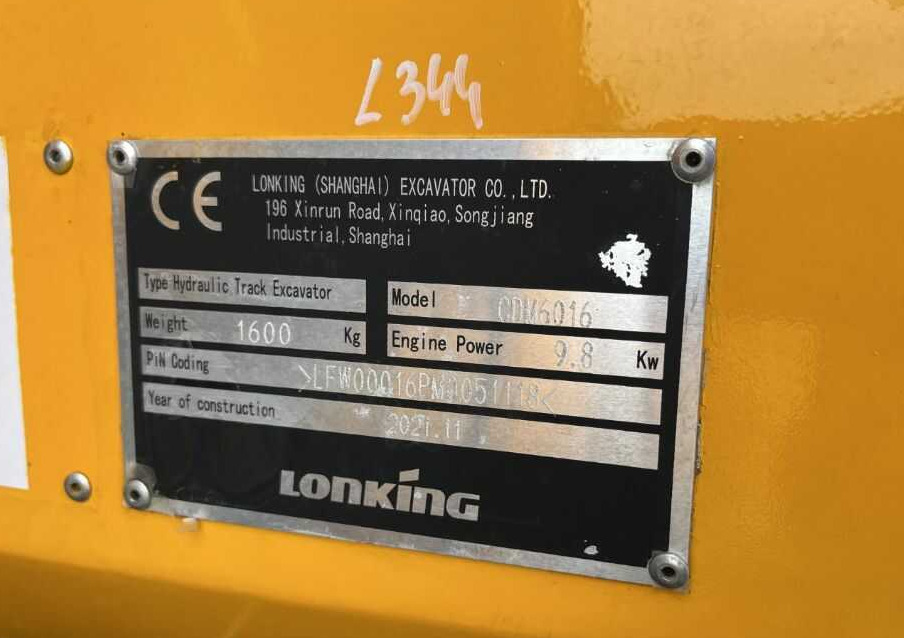 L344
CE
LONKING (SHANGHAI) EXCAVATOR CO.,LTD.
196 Xinrun Road, Xinqiao, Songjiang
Industrial, Shanghai
Type Hydraulic Track Excavator
Model CDM6016
Weight 1600 Kg
Engine Power 9.8 Kw
PiN Coding
Year of construction 2021.11
LONKING